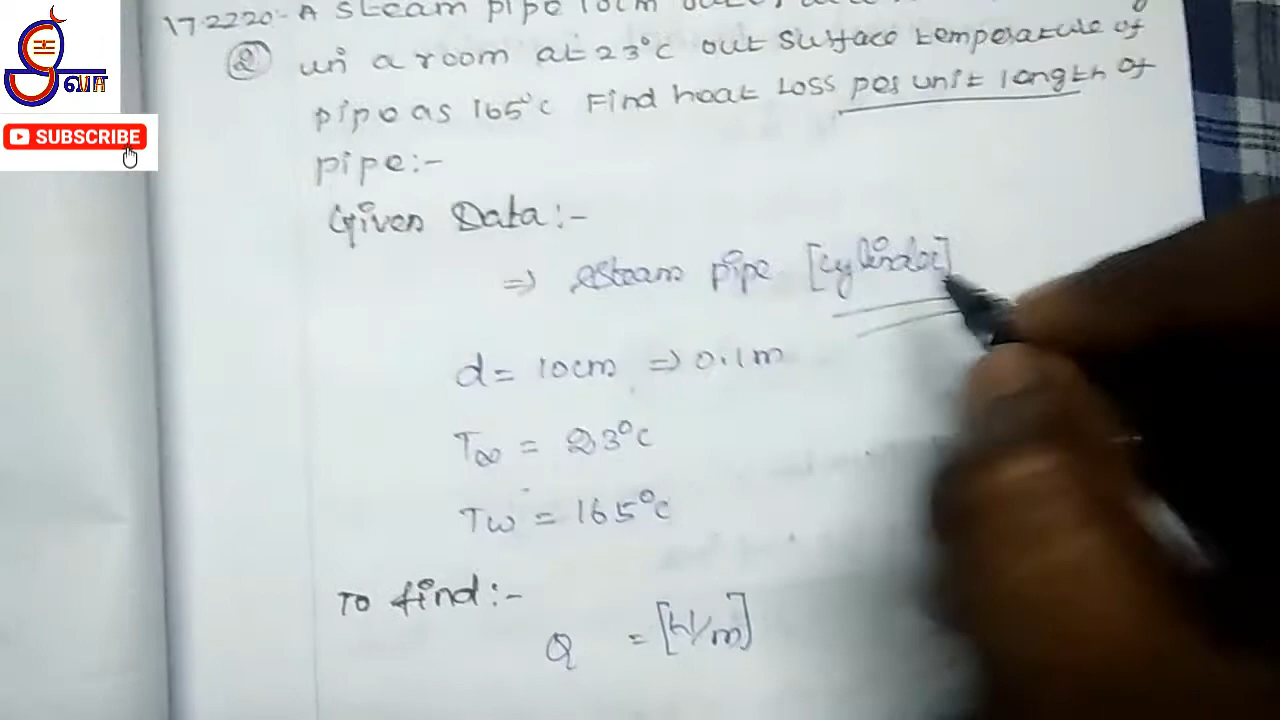 17-2220:- A steam pipe 10cm
② in a room at 23°C out surface temperature of
pipe as 165°C Find heat Loss per unit length of
pipe:-
Given Data:-
=> Steam pipe [cylinder]
d = 10cm => 0.1m
T∞ = 23°C
Tw = 165°C
To find:-
Q = [W/m]
சிவா
SUBSCRIBE